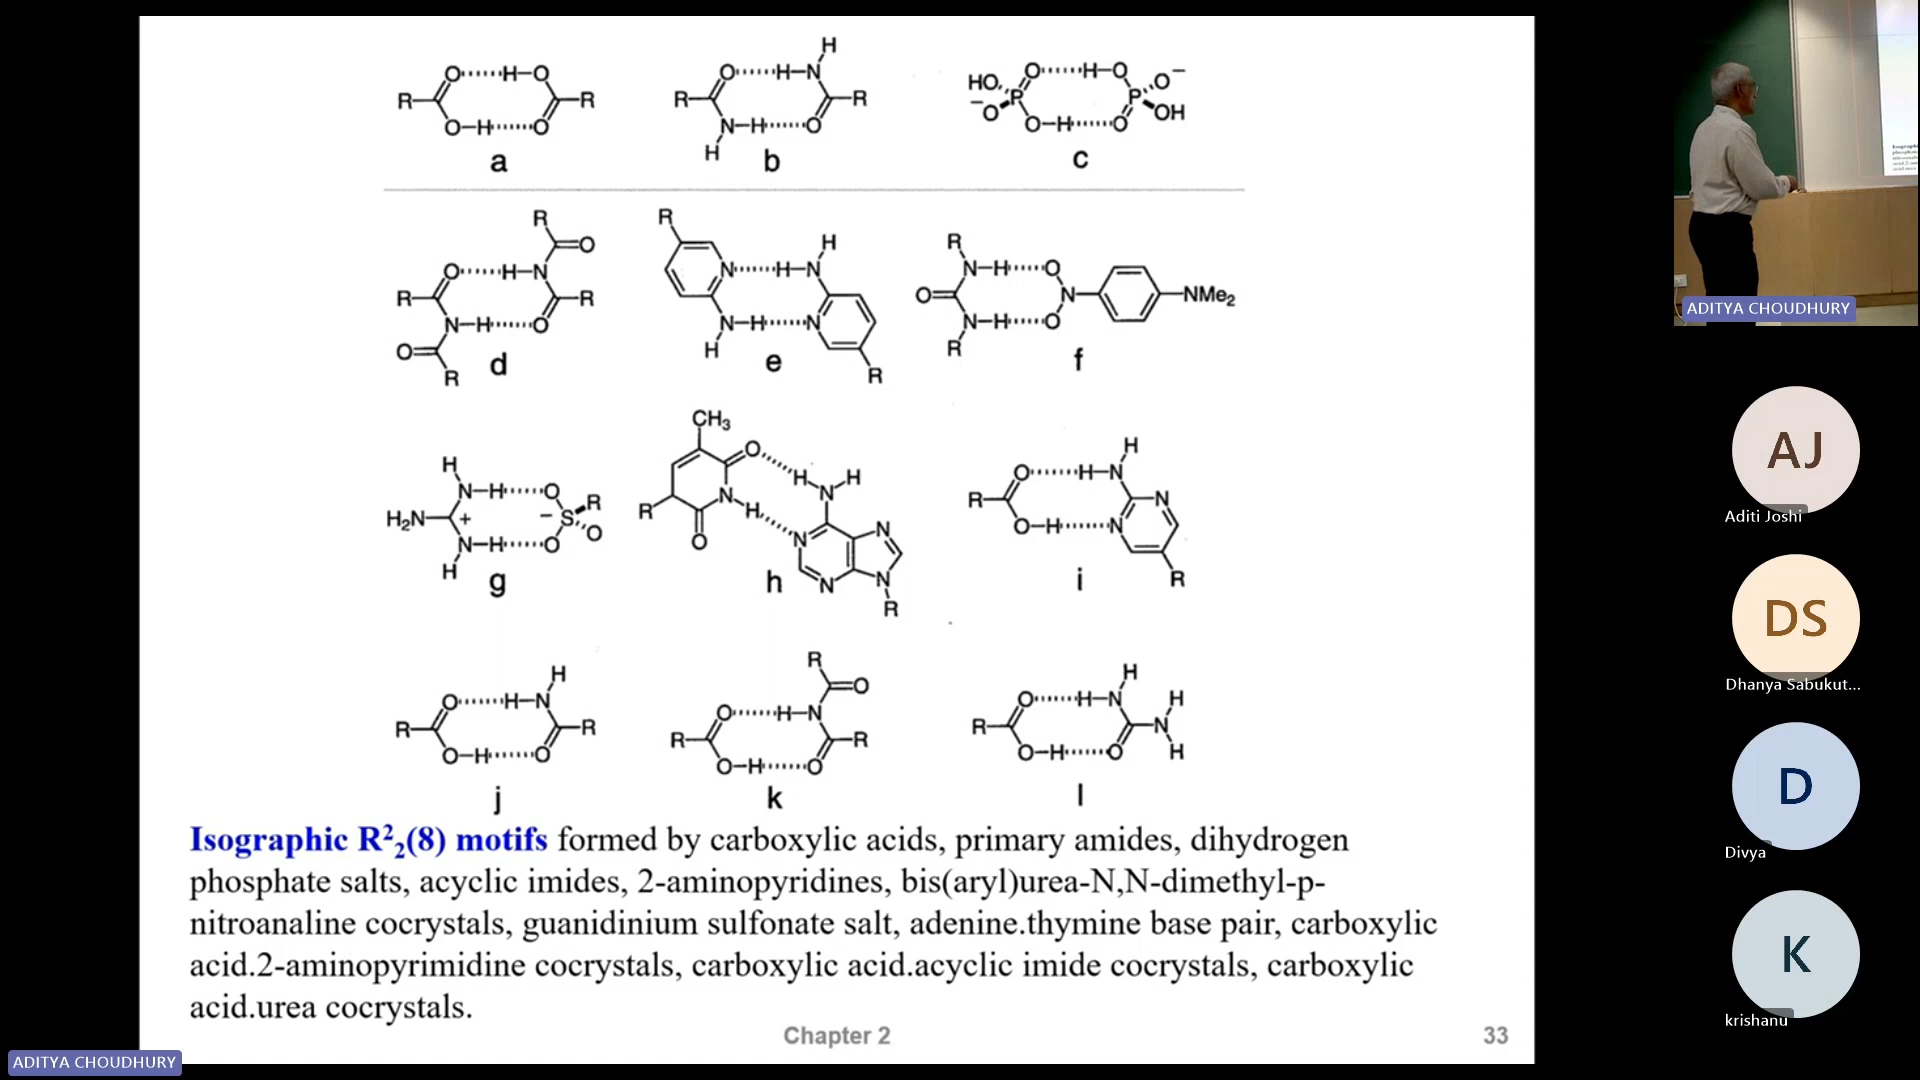 a
b
c
d
e
f
g
h
i
j
k
l
Isographic R²₂(8) motifs formed by carboxylic acids, primary amides, dihydrogen
phosphate salts, acyclic imides, 2-aminopyridines, bis(aryl)urea-N,N-dimethyl-p-
nitroanaline cocrystals, guanidinium sulfonate salt, adenine.thymine base pair, carboxylic
acid.2-aminopyrimidine cocrystals, carboxylic acid.acyclic imide cocrystals, carboxylic
acid.urea cocrystals.
Chapter 2
33
ADITYA CHOUDHURY
ADITYA CHOUDHURY
AJ
Aditi Joshi
DS
Dhanya Sabukut...
D
Divya
K
krishanu